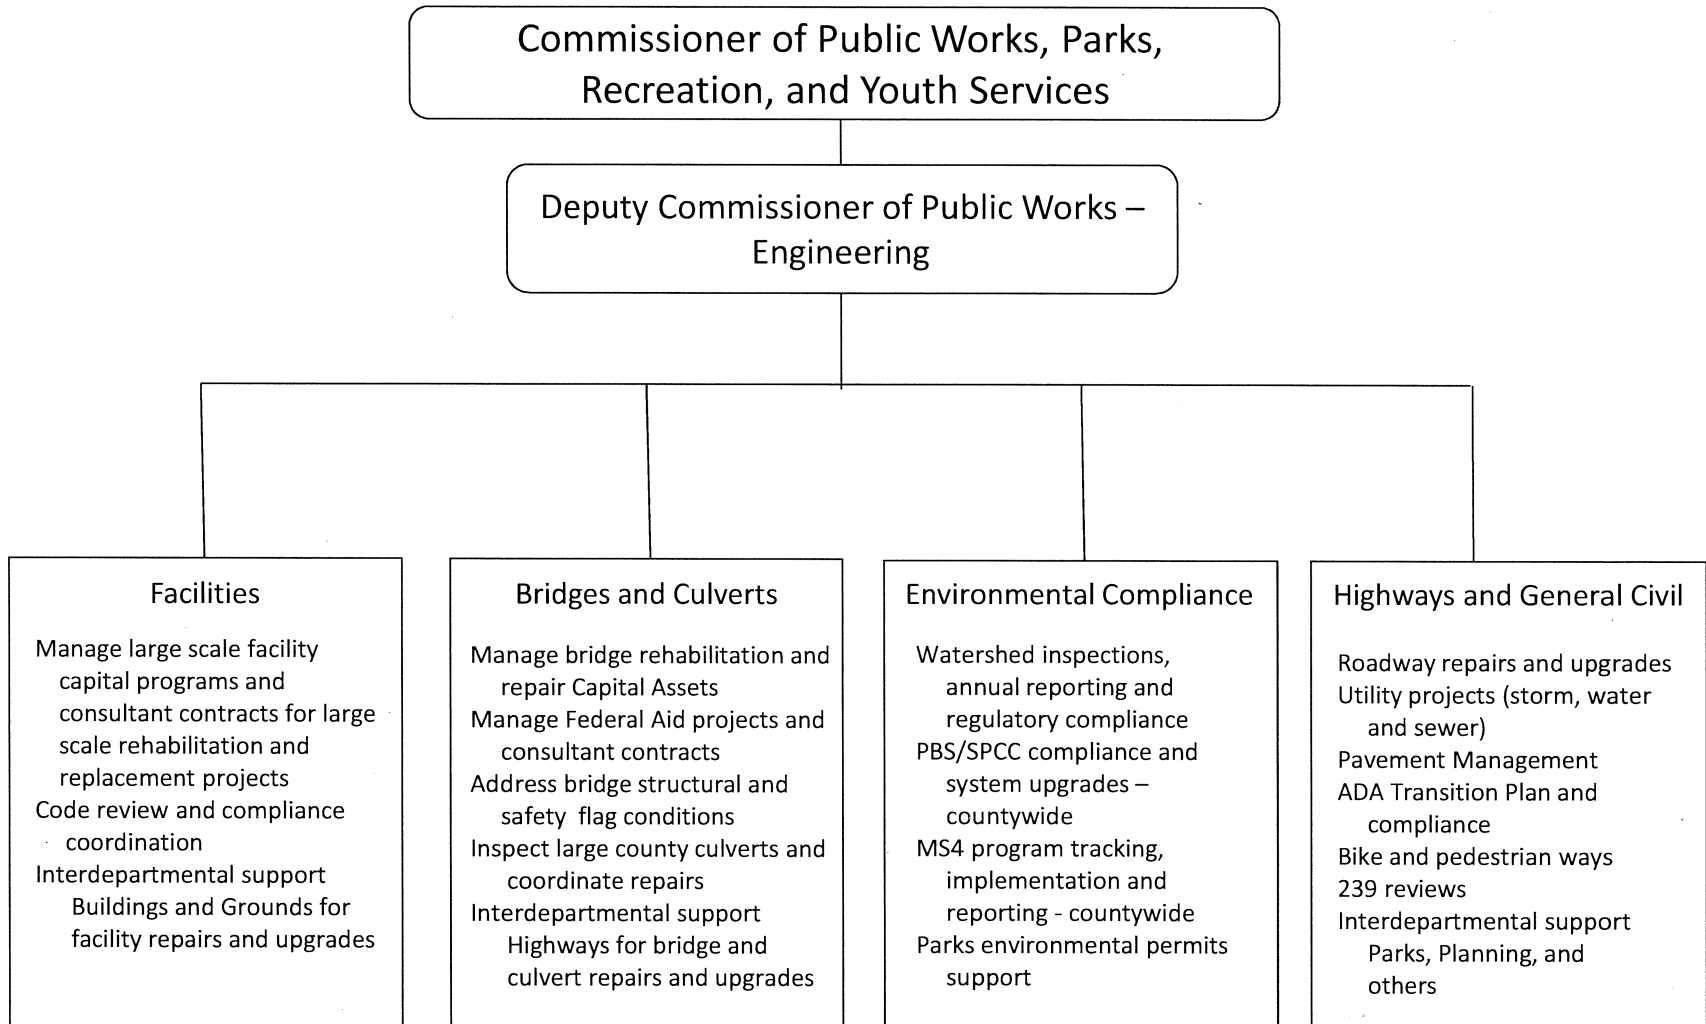 Commissioner of Public Works, Parks,
Recreation, and Youth Services
Deputy Commissioner of Public Works –
Engineering
Facilities
Manage large scale facility
capital programs and
consultant contracts for large
scale rehabilitation and
replacement projects
Code review and compliance
coordination
Interdepartmental support
Buildings and Grounds for
facility repairs and upgrades
Bridges and Culverts
Manage bridge rehabilitation and
repair Capital Assets
Manage Federal Aid projects and
consultant contracts
Address bridge structural and
safety flag conditions
Inspect large county culverts and
coordinate repairs
Interdepartmental support
Highways for bridge and
culvert repairs and upgrades
Environmental Compliance
Watershed inspections,
annual reporting and
regulatory compliance
PBS/SPCC compliance and
system upgrades –
countywide
MS4 program tracking,
implementation and
reporting - countywide
Parks environmental permits
support
Highways and General Civil
Roadway repairs and upgrades
Utility projects (storm, water
and sewer)
Pavement Management
ADA Transition Plan and
compliance
Bike and pedestrian ways
239 reviews
Interdepartmental support
Parks, Planning, and
others